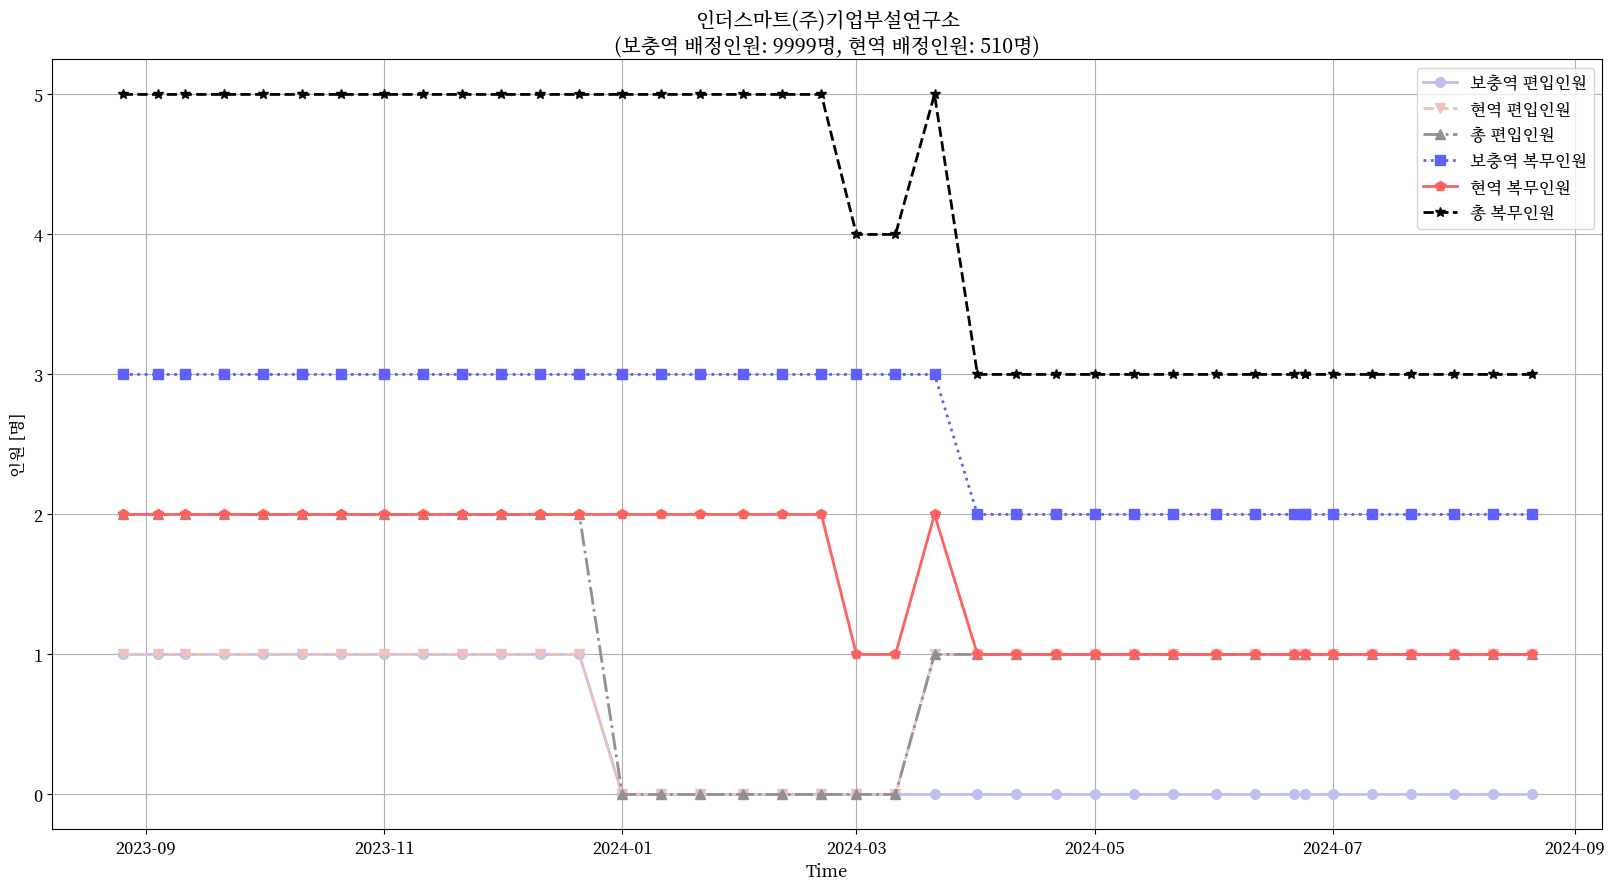 인더스마트(주)기업부설연구소
(보충역 배정인원: 9999명, 현역 배정인원: 510명)
보충역 편입인원
현역 편입인원
총 편입인원
보충역 복무인원
현역 복무인원
총 복무인원
인원 [명]
5
4
3
2
1
0
2023-09
2023-11
2024-01
2024-03
2024-05
2024-07
2024-09
Time